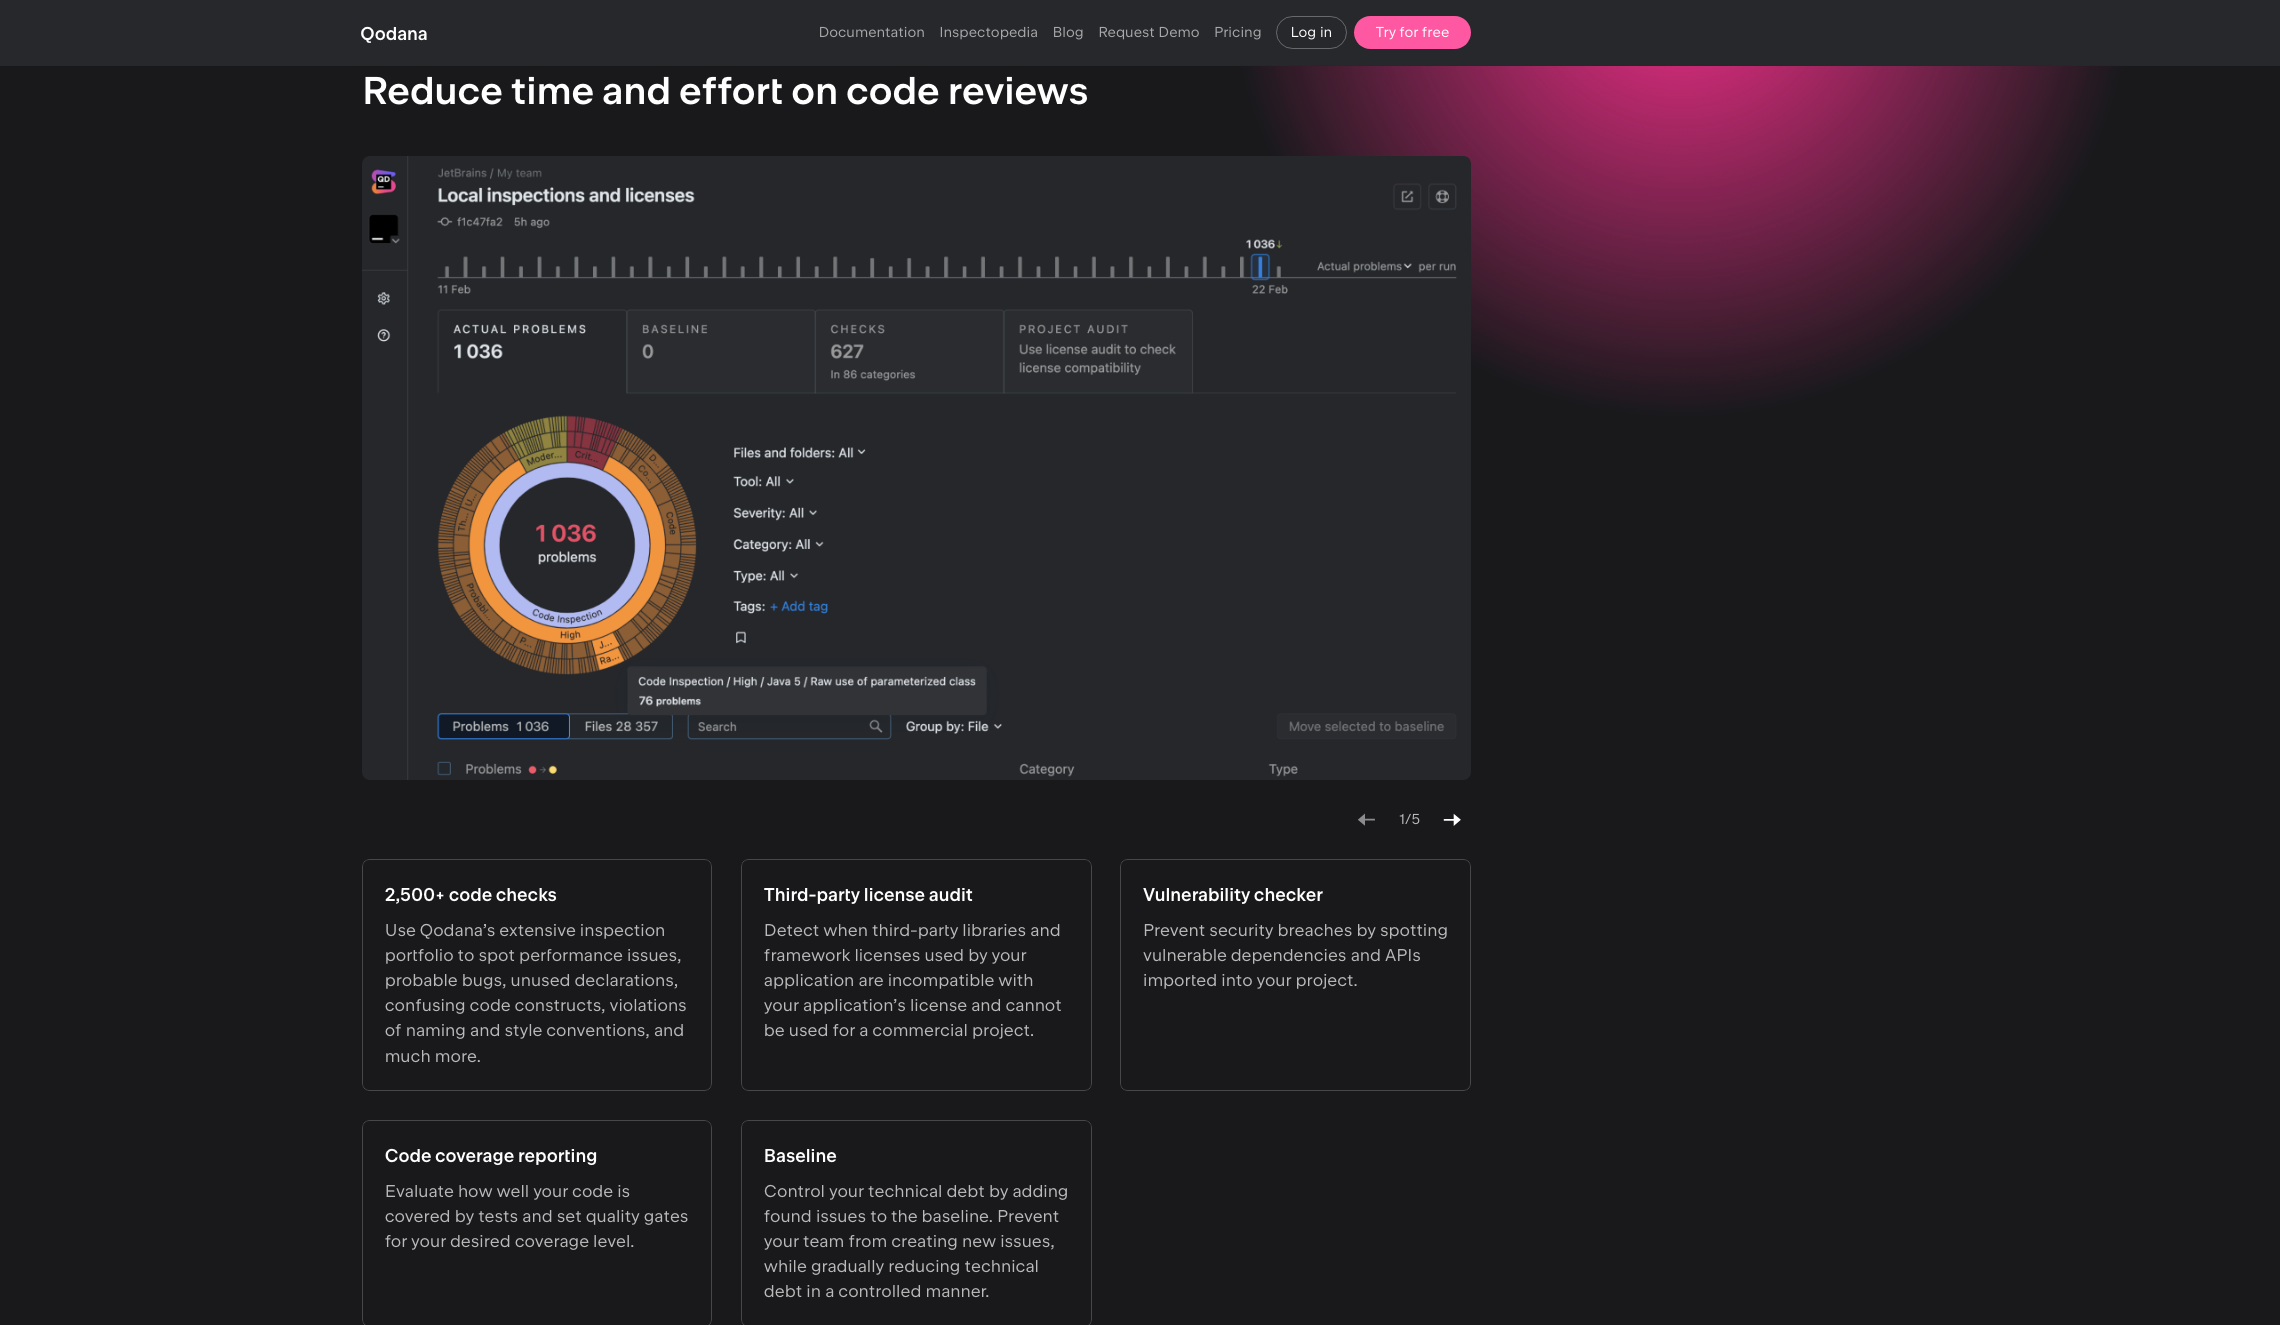 Qodana
Documentation Inspectopedia Blog Request Demo Pricing Log in Try for free
Reduce time and effort on code reviews
QD
JetBrains / My team
Local inspections and licenses
f1c47fa2 5h ago
1 036↓
Actual problems per run
11 Feb 22 Feb
ACTUAL PROBLEMS
1 036
BASELINE
0
CHECKS
627
In 86 categories
PROJECT AUDIT
Use license audit to check
license compatibility
Moder...
Crit...
D...
Co...
Code
U...
Th...
Probabl...
P...
J...
Ra...
1 036
problems
Code Inspection
High
Files and folders: All
Tool: All
Severity: All
Category: All
Type: All
Tags: + Add tag
Code Inspection / High / Java 5 / Raw use of parameterized class
76 problems
Problems 1 036 Files 28 357 Search Group by: File Move selected to baseline
Problems Category Type
1/5
2,500+ code checks
Use Qodana’s extensive inspection
portfolio to spot performance issues,
probable bugs, unused declarations,
confusing code constructs, violations
of naming and style conventions, and
much more.
Third-party license audit
Detect when third-party libraries and
framework licenses used by your
application are incompatible with
your application’s license and cannot
be used for a commercial project.
Vulnerability checker
Prevent security breaches by spotting
vulnerable dependencies and APIs
imported into your project.
Code coverage reporting
Evaluate how well your code is
covered by tests and set quality gates
for your desired coverage level.
Baseline
Control your technical debt by adding
found issues to the baseline. Prevent
your team from creating new issues,
while gradually reducing technical
debt in a controlled manner.